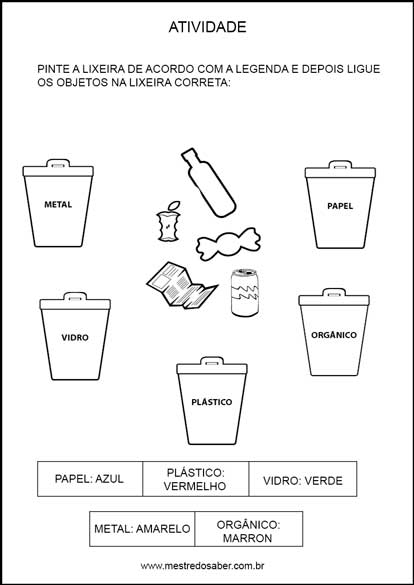 ATIVIDADE
PINTE A LIXEIRA DE ACORDO COM A LEGENDA E DEPOIS LIGUE
OS OBJETOS NA LIXEIRA CORRETA:
METAL
PAPEL
VIDRO
ORGÂNICO
PLÁSTICO
PAPEL: AZUL
PLÁSTICO:
VERMELHO
VIDRO: VERDE
METAL: AMARELO
ORGÂNICO:
MARRON
www.mestredosaber.com.br